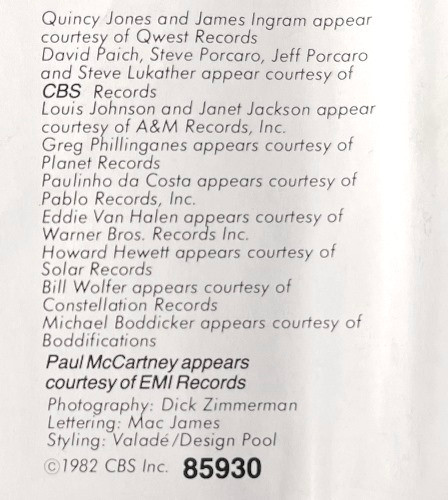 Quincy Jones and James Ingram appear
courtesy of Qwest Records
David Paich, Steve Porcaro, Jeff Porcaro
and Steve Lukather appear courtesy of
CBS Records
Louis Johnson and Janet Jackson appear
courtesy of A&M Records, Inc.
Greg Phillinganes appears courtesy of
Planet Records
Paulinho da Costa appears courtesy of
Pablo Records, Inc.
Eddie Van Halen appears courtesy of
Warner Bros. Records Inc.
Howard Hewett appears courtesy of
Solar Records
Bill Wolfer appears courtesy of
Constellation Records
Michael Boddicker appears courtesy of
Boddifications
Paul McCartney appears
courtesy of EMI Records
Photography: Dick Zimmerman
Lettering: Mac James
Styling: Valadé/Design Pool
©1982 CBS Inc. 85930